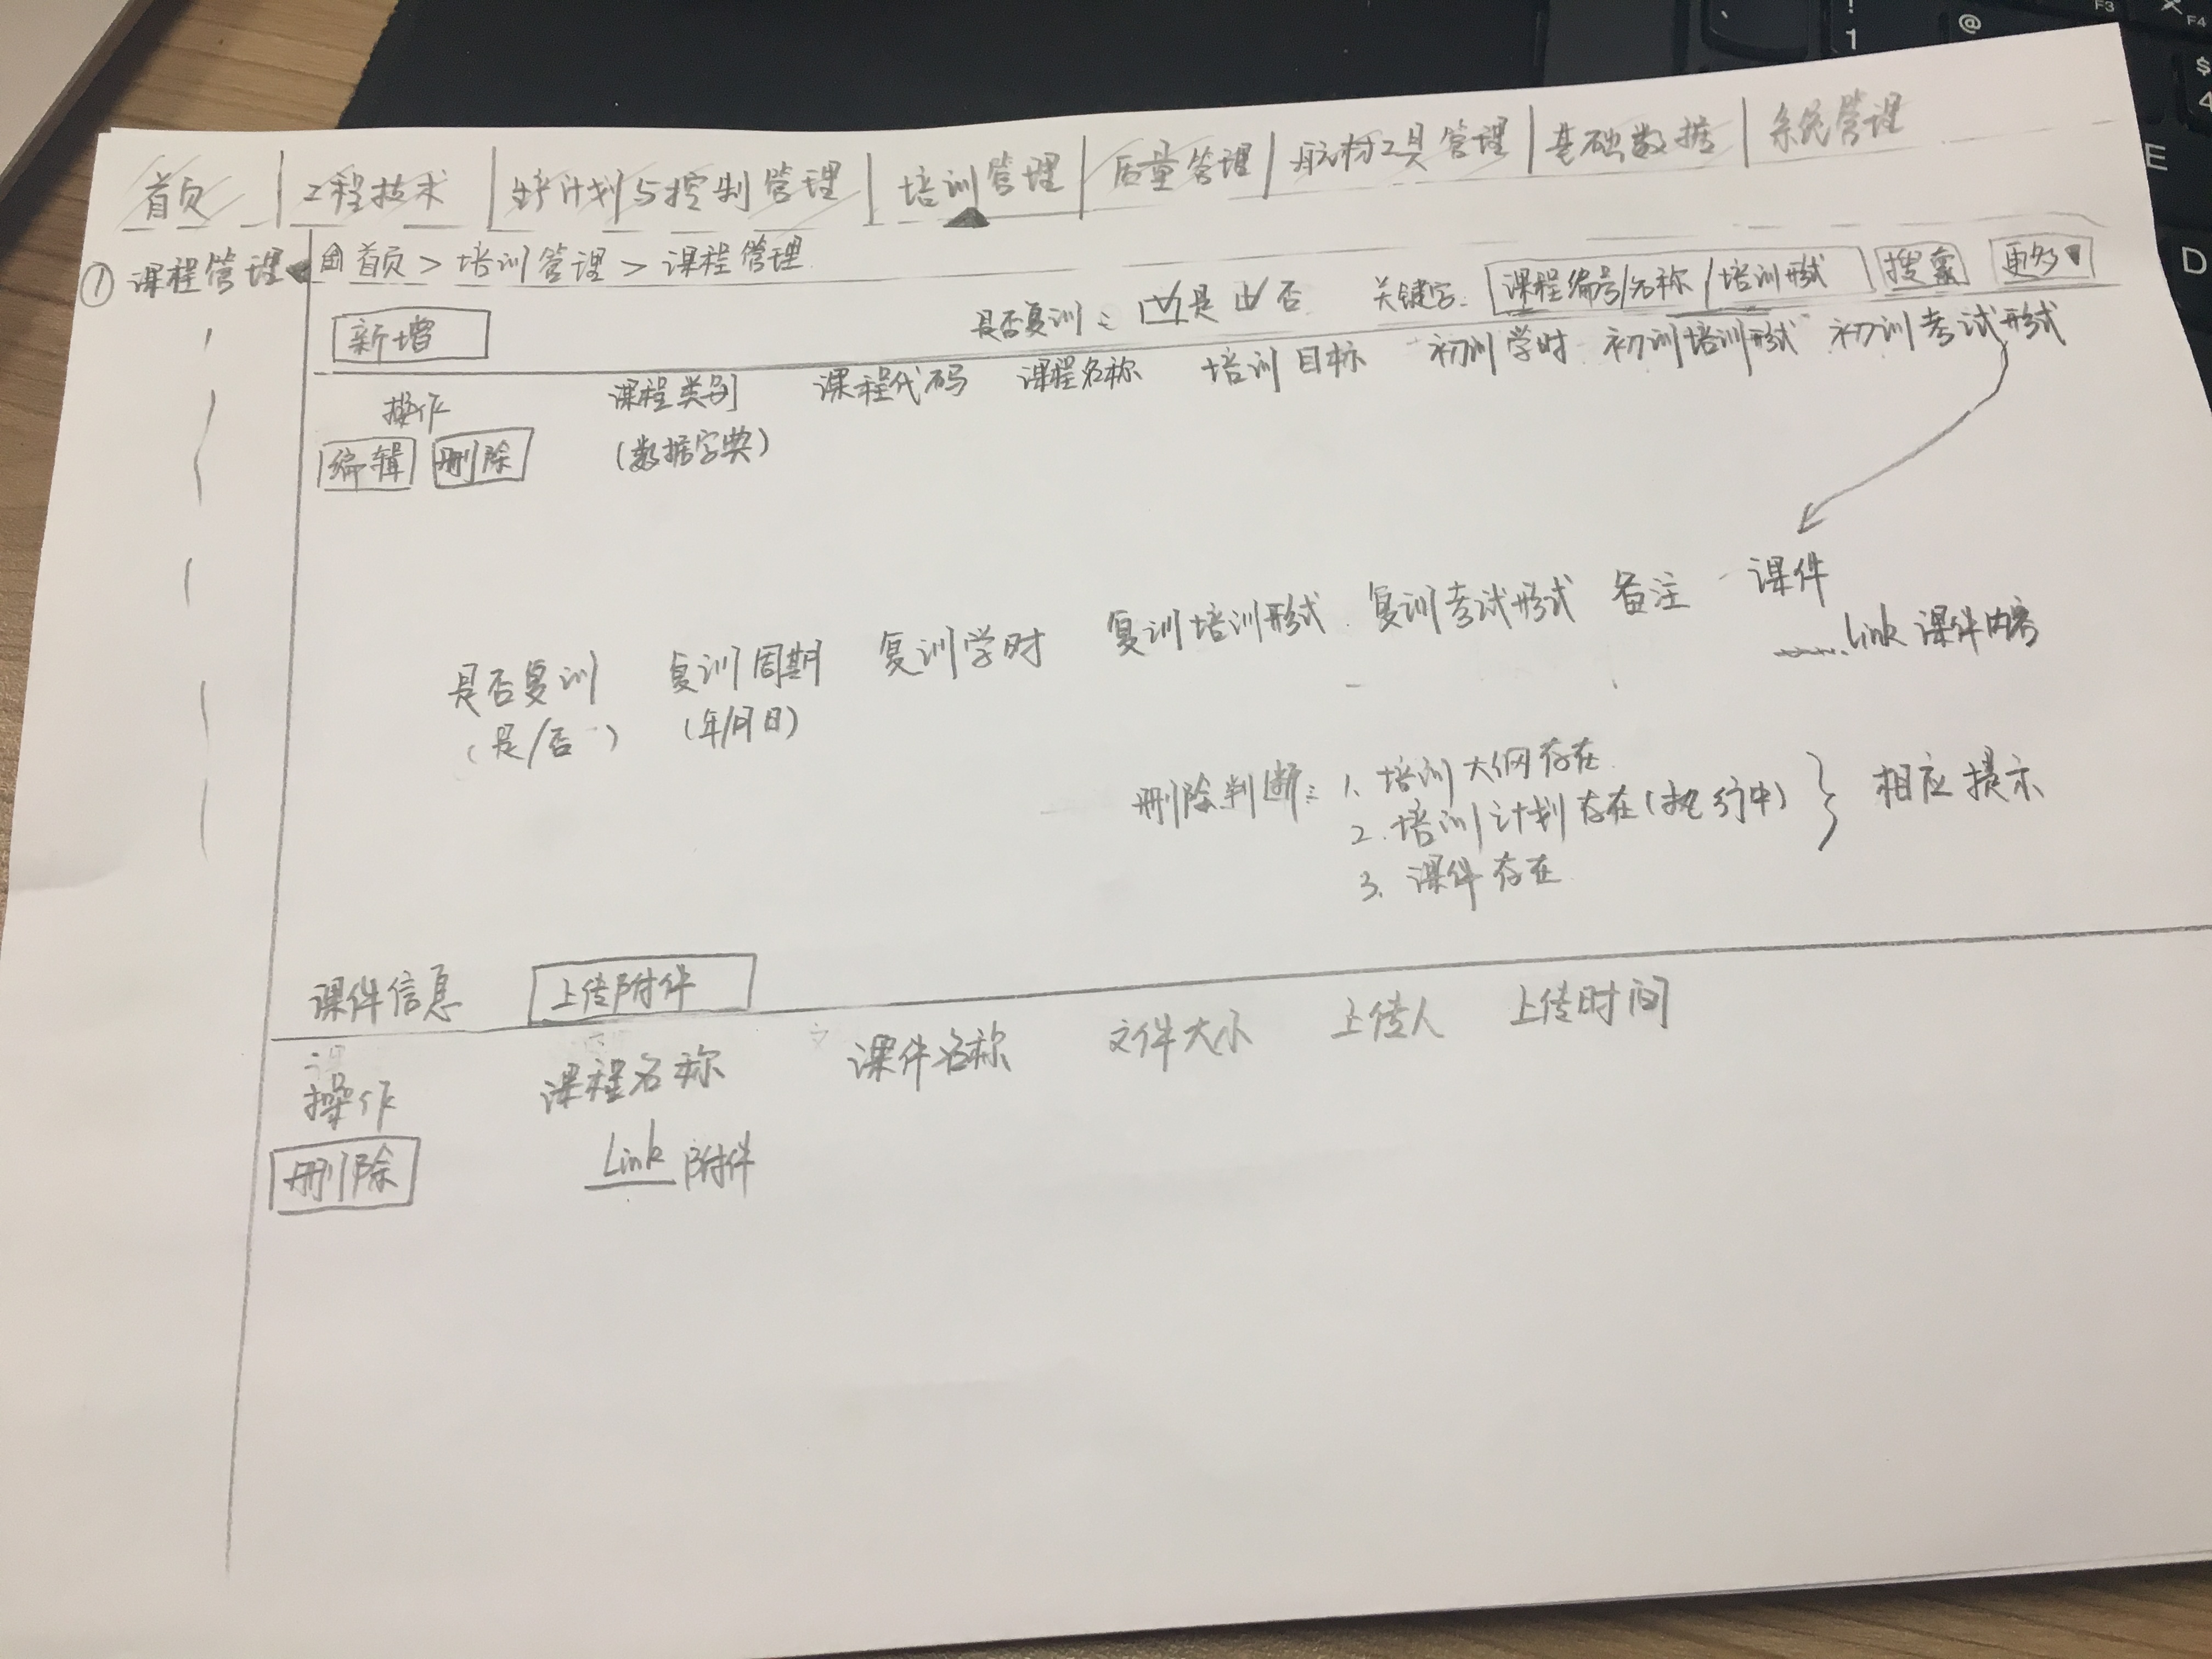 首页 | 工程技术 | 生产计划与控制管理 | 培训管理 | 质量管理 | 航材工具管理 | 基础数据 | 系统管理
① 课程管理
首页 > 培训管理 > 课程管理
新增 是否复训: 是 否 关键字: 课程编号/名称/培训形式 搜索 更多
操作 课程类别 课程代码 课程名称 培训目标 初训学时 初训培训形式 初训考试形式
编辑 删除 (数据字典)
是否复训 复训周期 复训学时 复训培训形式 复训考试形式 备注 课件
(是/否) (年/月/日) Link 课件内容
删除判断: 1. 培训大纲存在
2. 培训计划存在(执行中) } 相应提示
3. 课件存在
课件信息 上传附件
操作 课程名称 课件名称 文件大小 上传人 上传时间
删除 Link 附件
! 1 @ F3 F4 $ 4 E D